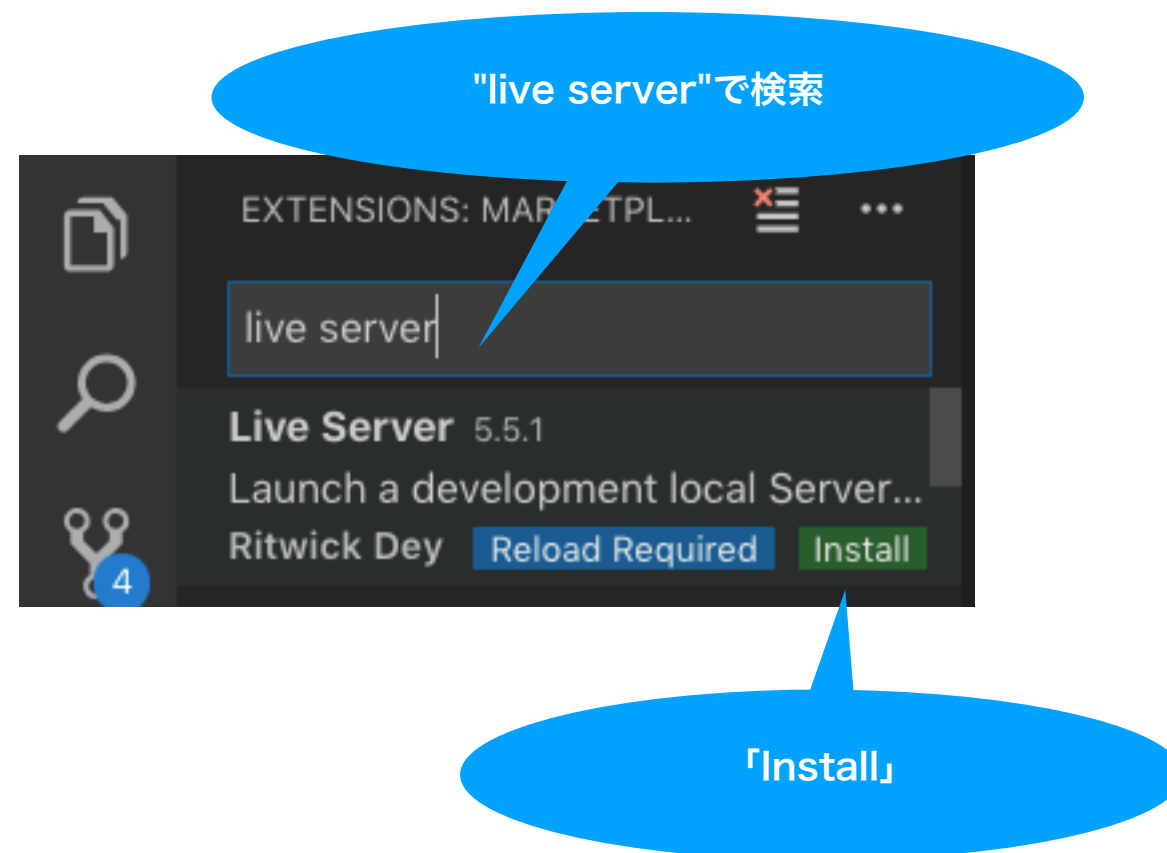 "live server"で検索
EXTENSIONS: MAR ETPL...
live server
Live Server 5.5.1
Launch a development local Server...
Ritwick Dey Reload Required Install
4
「Install」